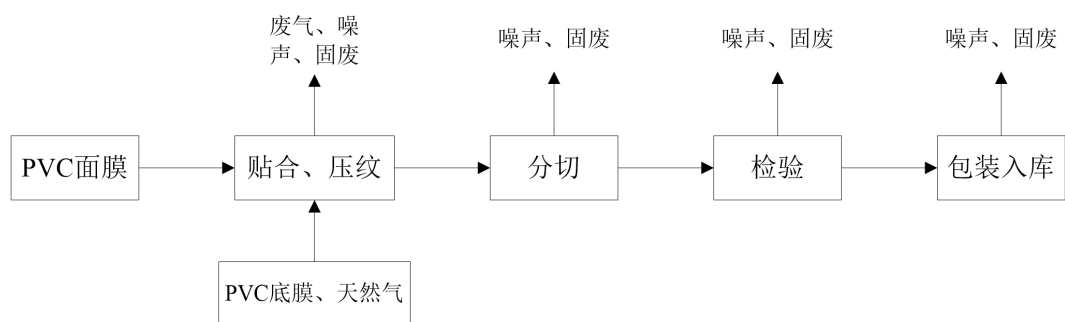 废气、噪
声、固废
噪声、固废
噪声、固废
噪声、固废
PVC面膜
贴合、压纹
分切
检验
包装入库
PVC底膜、天然气